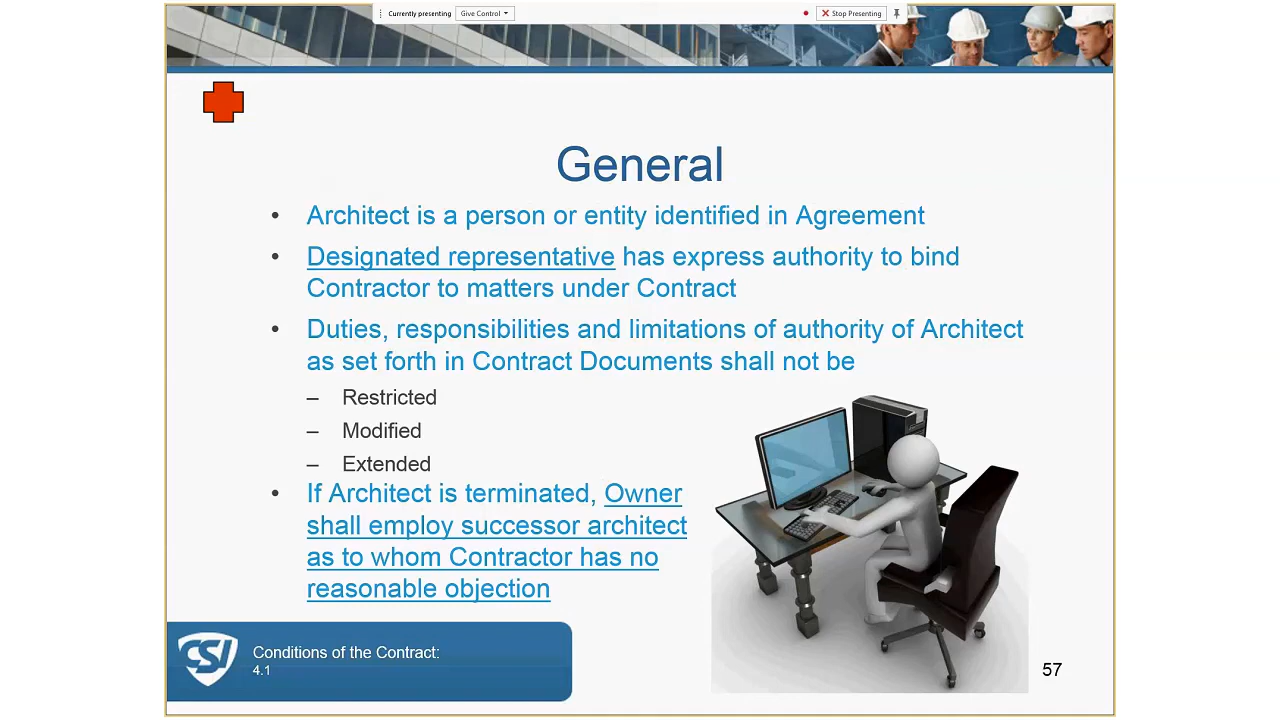 Currently presenting Give Control Stop Presenting
General
• Architect is a person or entity identified in Agreement
• Designated representative has express authority to bind
Contractor to matters under Contract
• Duties, responsibilities and limitations of authority of Architect
as set forth in Contract Documents shall not be
– Restricted
– Modified
– Extended
• If Architect is terminated, Owner
shall employ successor architect
as to whom Contractor has no
reasonable objection
CSI
Conditions of the Contract:
4.1
57